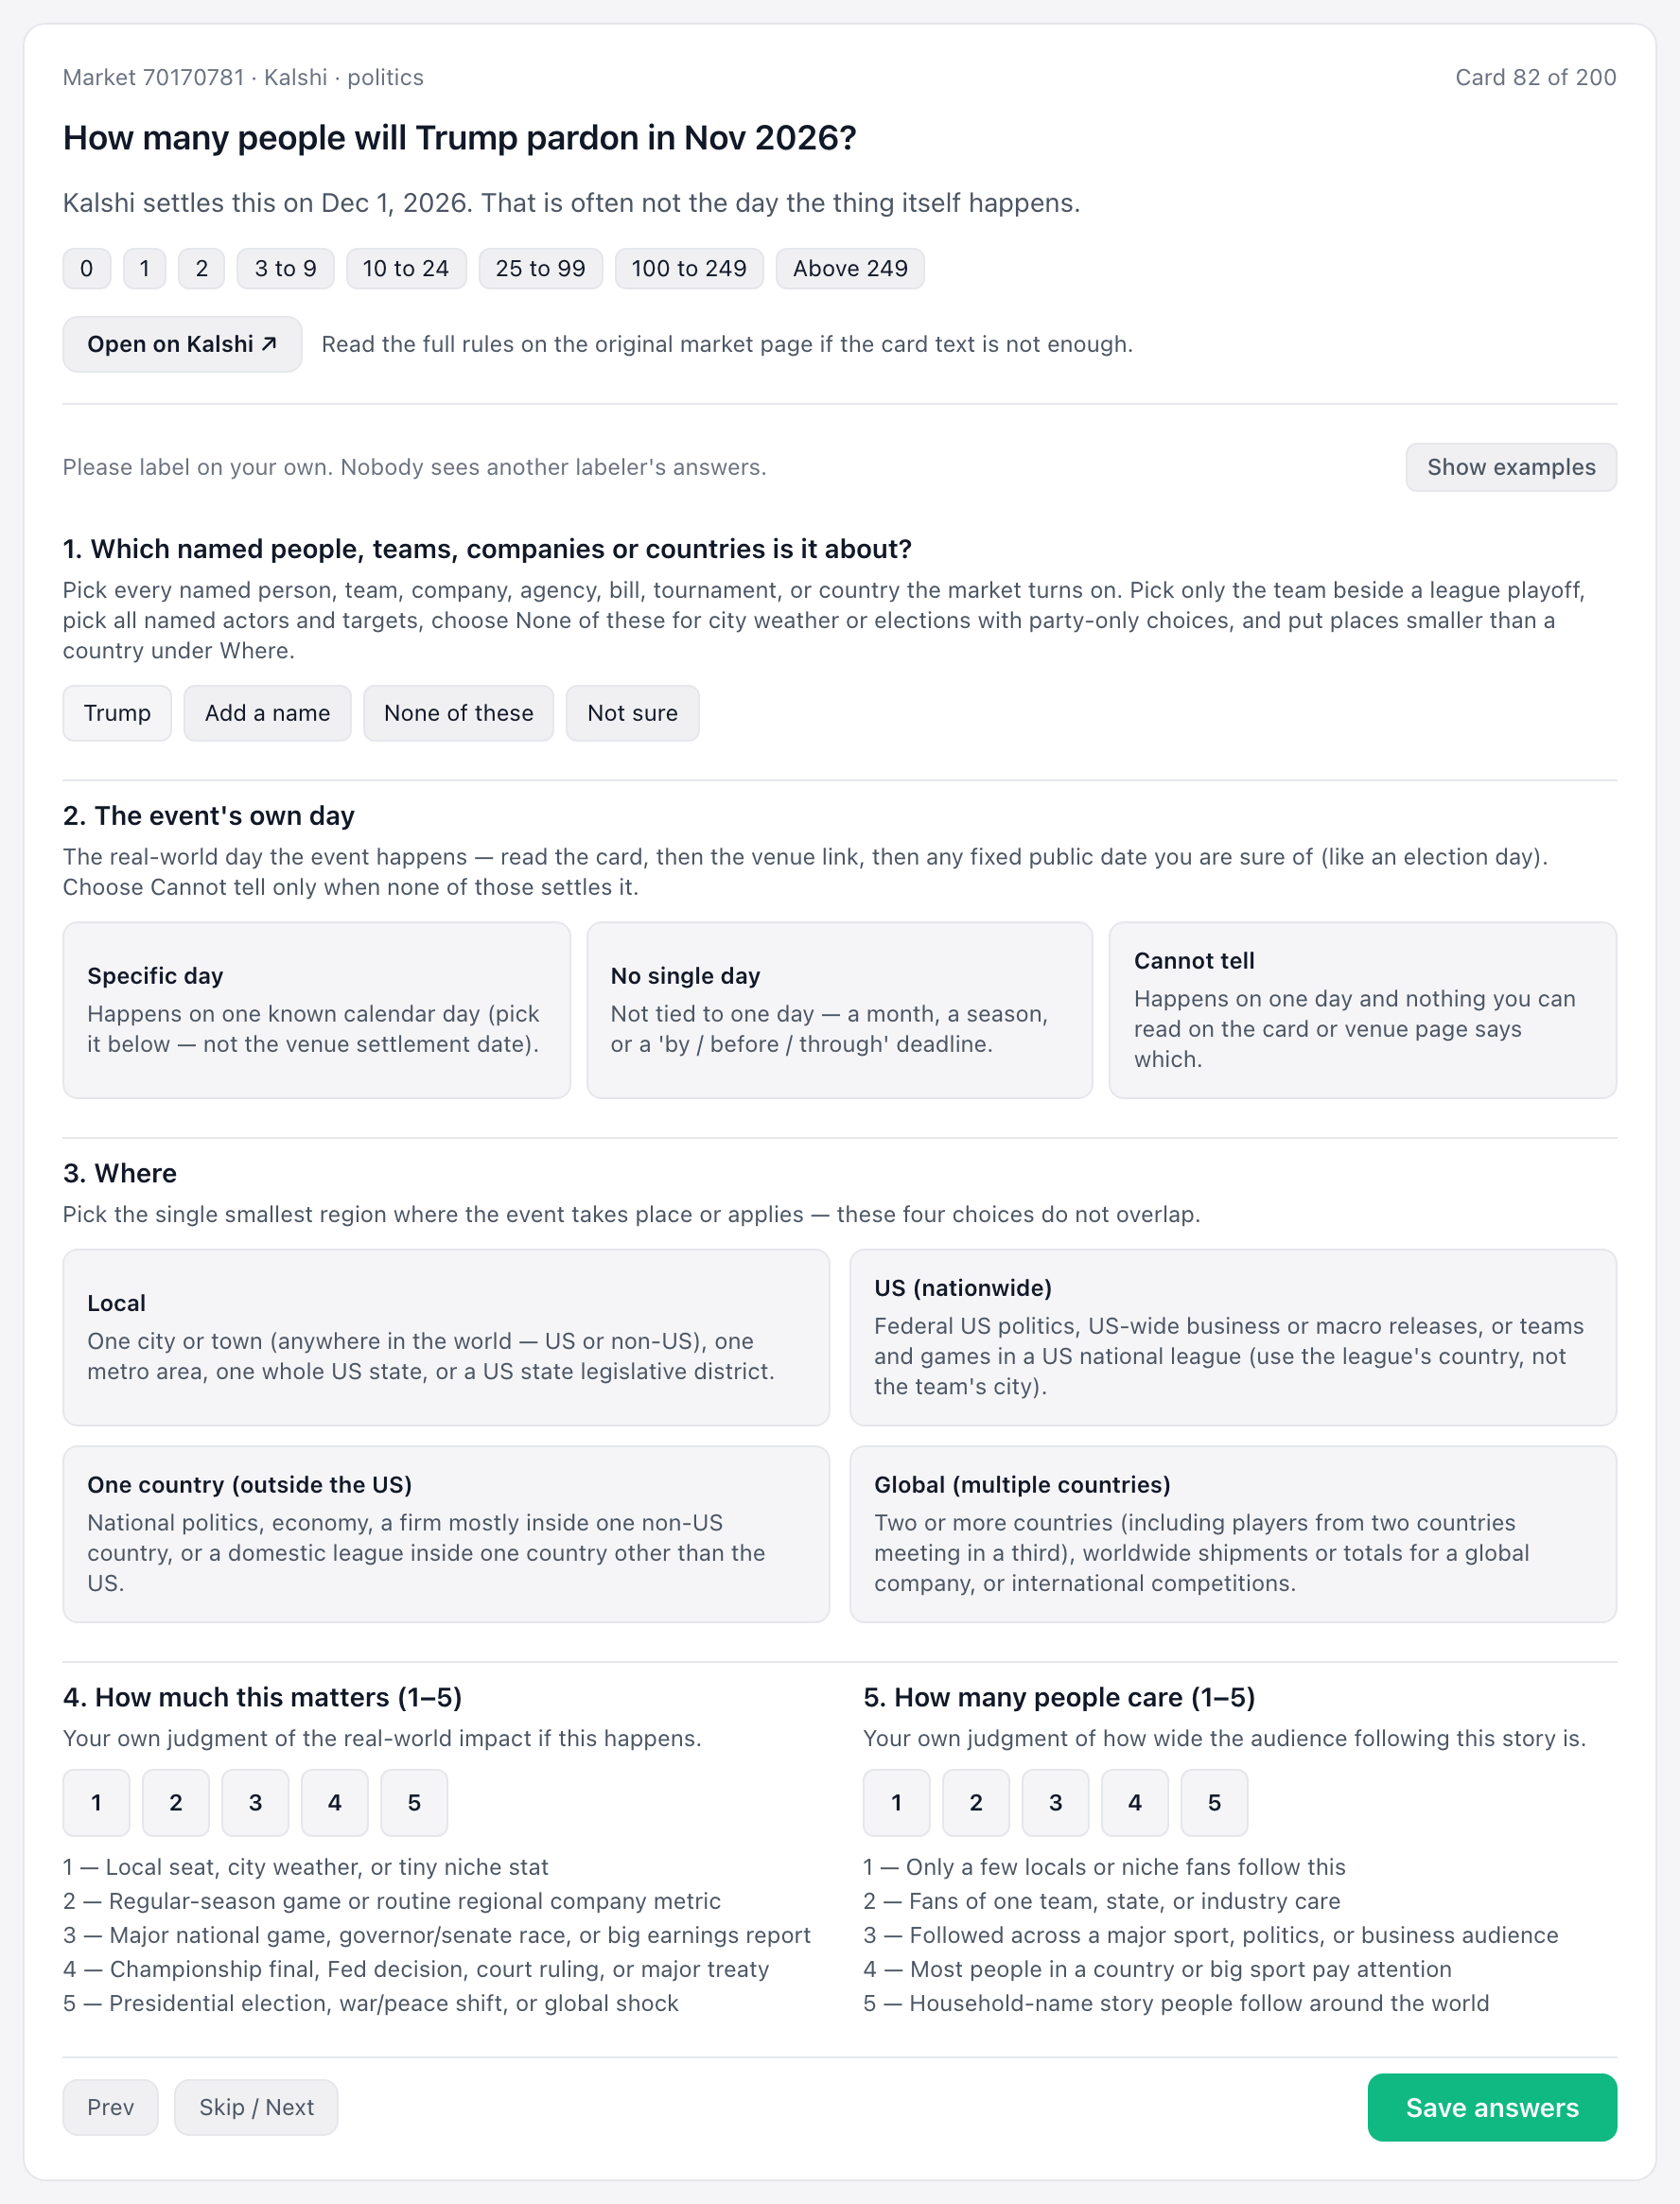 Market 70170781 · Kalshi · politics
Card 82 of 200
How many people will Trump pardon in Nov 2026?
Kalshi settles this on Dec 1, 2026. That is often not the day the thing itself happens.
0
1
2
3 to 9
10 to 24
25 to 99
100 to 249
Above 249
Open on Kalshi ↗
Read the full rules on the original market page if the card text is not enough.
Please label on your own. Nobody sees another labeler's answers.
Show examples
1. Which named people, teams, companies or countries is it about?
Pick every named person, team, company, agency, bill, tournament, or country the market turns on. Pick only the team beside a league playoff,
pick all named actors and targets, choose None of these for city weather or elections with party-only choices, and put places smaller than a
country under Where.
Trump
Add a name
None of these
Not sure
2. The event's own day
The real-world day the event happens — read the card, then the venue link, then any fixed public date you are sure of (like an election day).
Choose Cannot tell only when none of those settles it.
Specific day
Happens on one known calendar day (pick
it below — not the venue settlement date).
No single day
Not tied to one day — a month, a season,
or a 'by / before / through' deadline.
Cannot tell
Happens on one day and nothing you can
read on the card or venue page says
which.
3. Where
Pick the single smallest region where the event takes place or applies — these four choices do not overlap.
Local
One city or town (anywhere in the world — US or non-US), one
metro area, one whole US state, or a US state legislative district.
US (nationwide)
Federal US politics, US-wide business or macro releases, or teams
and games in a US national league (use the league's country, not
the team's city).
One country (outside the US)
National politics, economy, a firm mostly inside one non-US
country, or a domestic league inside one country other than the
US.
Global (multiple countries)
Two or more countries (including players from two countries
meeting in a third), worldwide shipments or totals for a global
company, or international competitions.
4. How much this matters (1–5)
Your own judgment of the real-world impact if this happens.
1
2
3
4
5
1 — Local seat, city weather, or tiny niche stat
2 — Regular-season game or routine regional company metric
3 — Major national game, governor/senate race, or big earnings report
4 — Championship final, Fed decision, court ruling, or major treaty
5 — Presidential election, war/peace shift, or global shock
5. How many people care (1–5)
Your own judgment of how wide the audience following this story is.
1
2
3
4
5
1 — Only a few locals or niche fans follow this
2 — Fans of one team, state, or industry care
3 — Followed across a major sport, politics, or business audience
4 — Most people in a country or big sport pay attention
5 — Household-name story people follow around the world
Prev
Skip / Next
Save answers